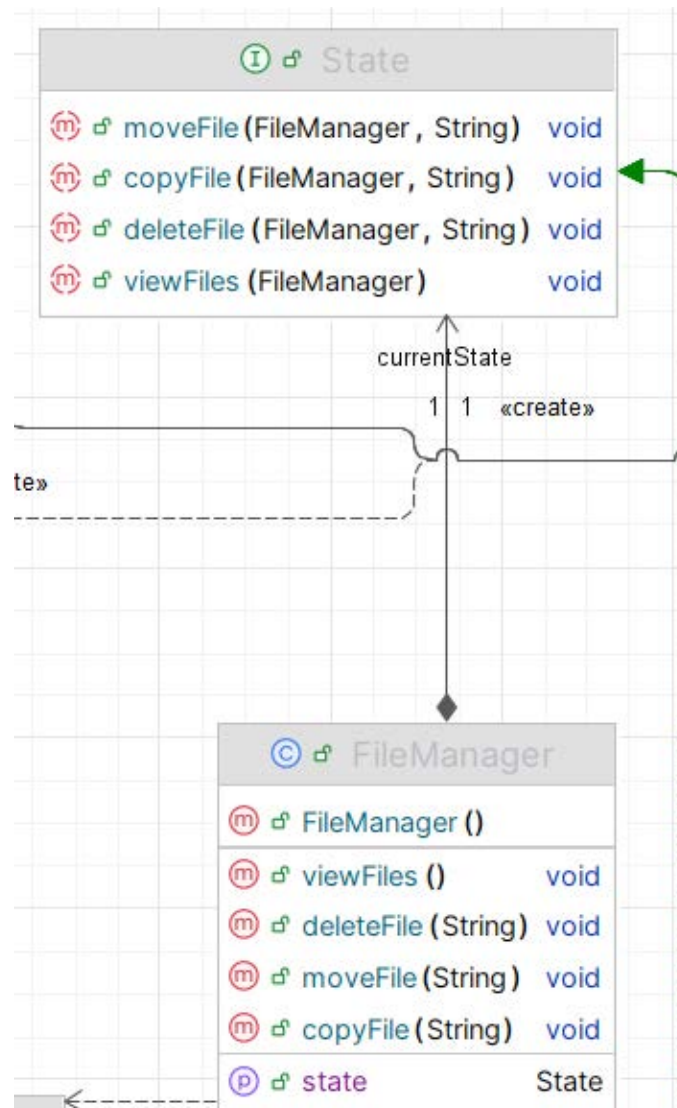 State
moveFile(FileManager, String) void
copyFile(FileManager, String) void
deleteFile(FileManager, String) void
viewFiles(FileManager) void
currentState
1 1 «create»
te»
FileManager
FileManager()
viewFiles() void
deleteFile(String) void
moveFile(String) void
copyFile(String) void
state State